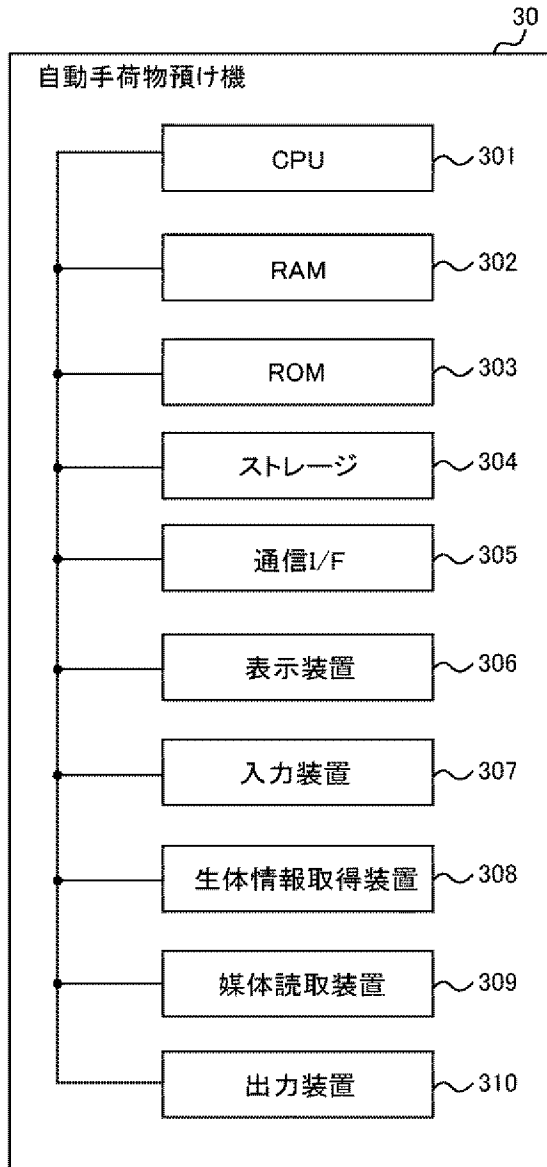 30
自動手荷物預け機
CPU 301
RAM 302
ROM 303
ストレージ 304
通信I/F 305
表示装置 306
入力装置 307
生体情報取得装置 308
媒体読取装置 309
出力装置 310